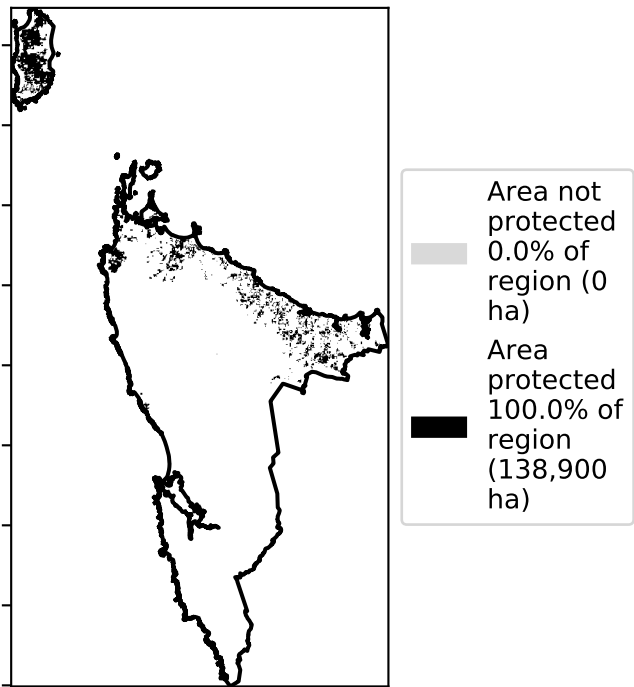 Area not
protected
0.0% of
region (0
ha)
Area
protected
100.0% of
region
(138,900
ha)